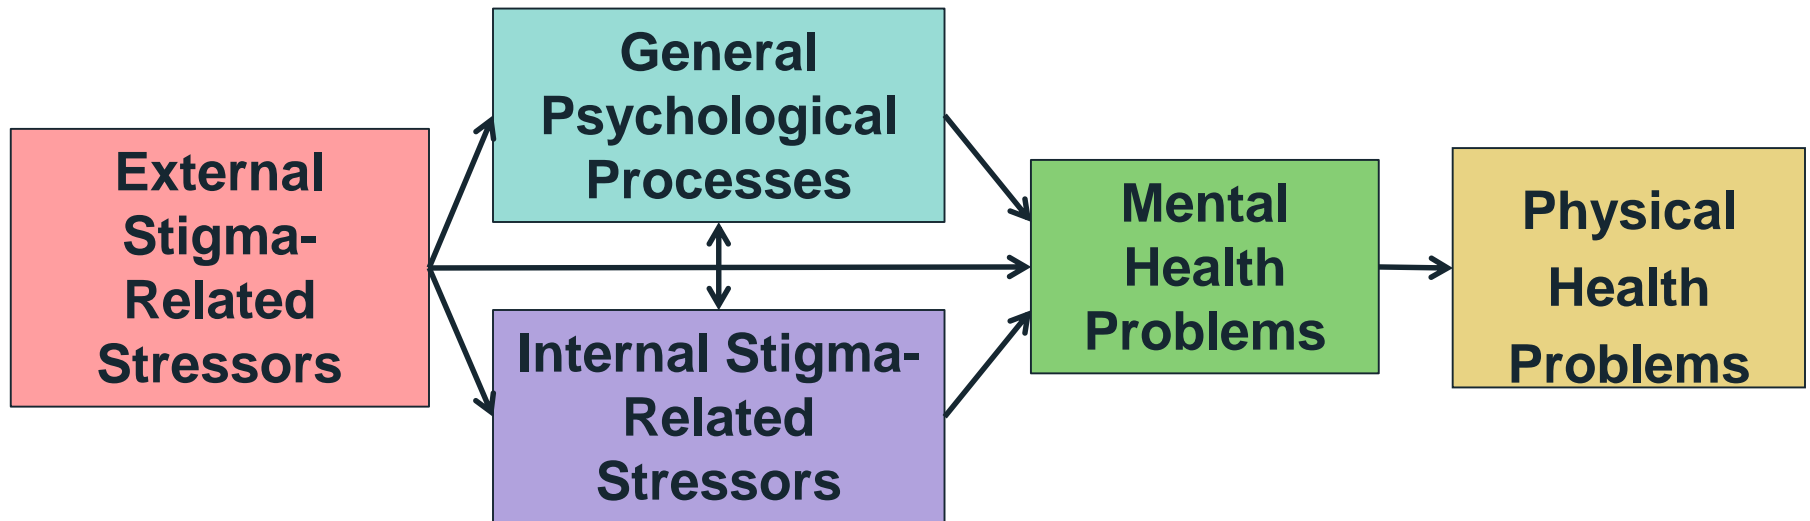 External
Stigma-
Related
Stressors
General
Psychological
Processes
Internal Stigma-
Related
Stressors
Mental
Health
Problems
Physical
Health
Problems